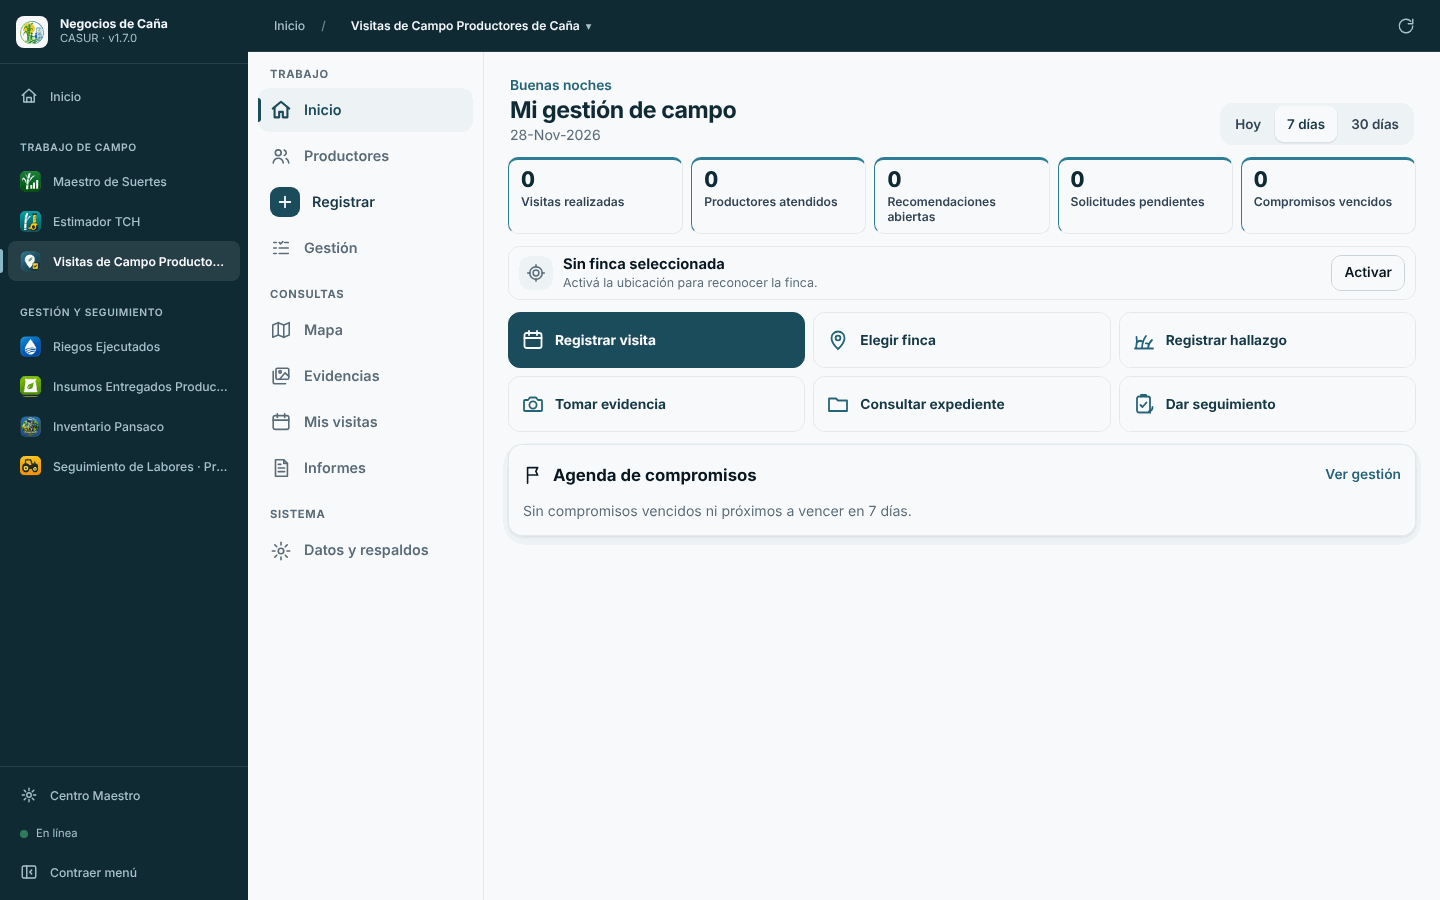 Negocios de Caña
CASUR · v1.7.0
Inicio
TRABAJO DE CAMPO
Maestro de Suertes
Estimador TCH
Visitas de Campo Producto...
GESTIÓN Y SEGUIMIENTO
Riegos Ejecutados
Insumos Entregados Produc...
Inventario Pansaco
Seguimiento de Labores · Pr...
Centro Maestro
En línea
Contraer menú
Inicio / Visitas de Campo Productores de Caña ▾
TRABAJO
Inicio
Productores
Registrar
Gestión
CONSULTAS
Mapa
Evidencias
Mis visitas
Informes
SISTEMA
Datos y respaldos
Buenas noches
Mi gestión de campo
28-Nov-2026
Hoy 7 días 30 días
0
Visitas realizadas
0
Productores atendidos
0
Recomendaciones
abiertas
0
Solicitudes pendientes
0
Compromisos vencidos
Sin finca seleccionada
Activá la ubicación para reconocer la finca.
Activar
Registrar visita
Elegir finca
Registrar hallazgo
Tomar evidencia
Consultar expediente
Dar seguimiento
Agenda de compromisos
Ver gestión
Sin compromisos vencidos ni próximos a vencer en 7 días.